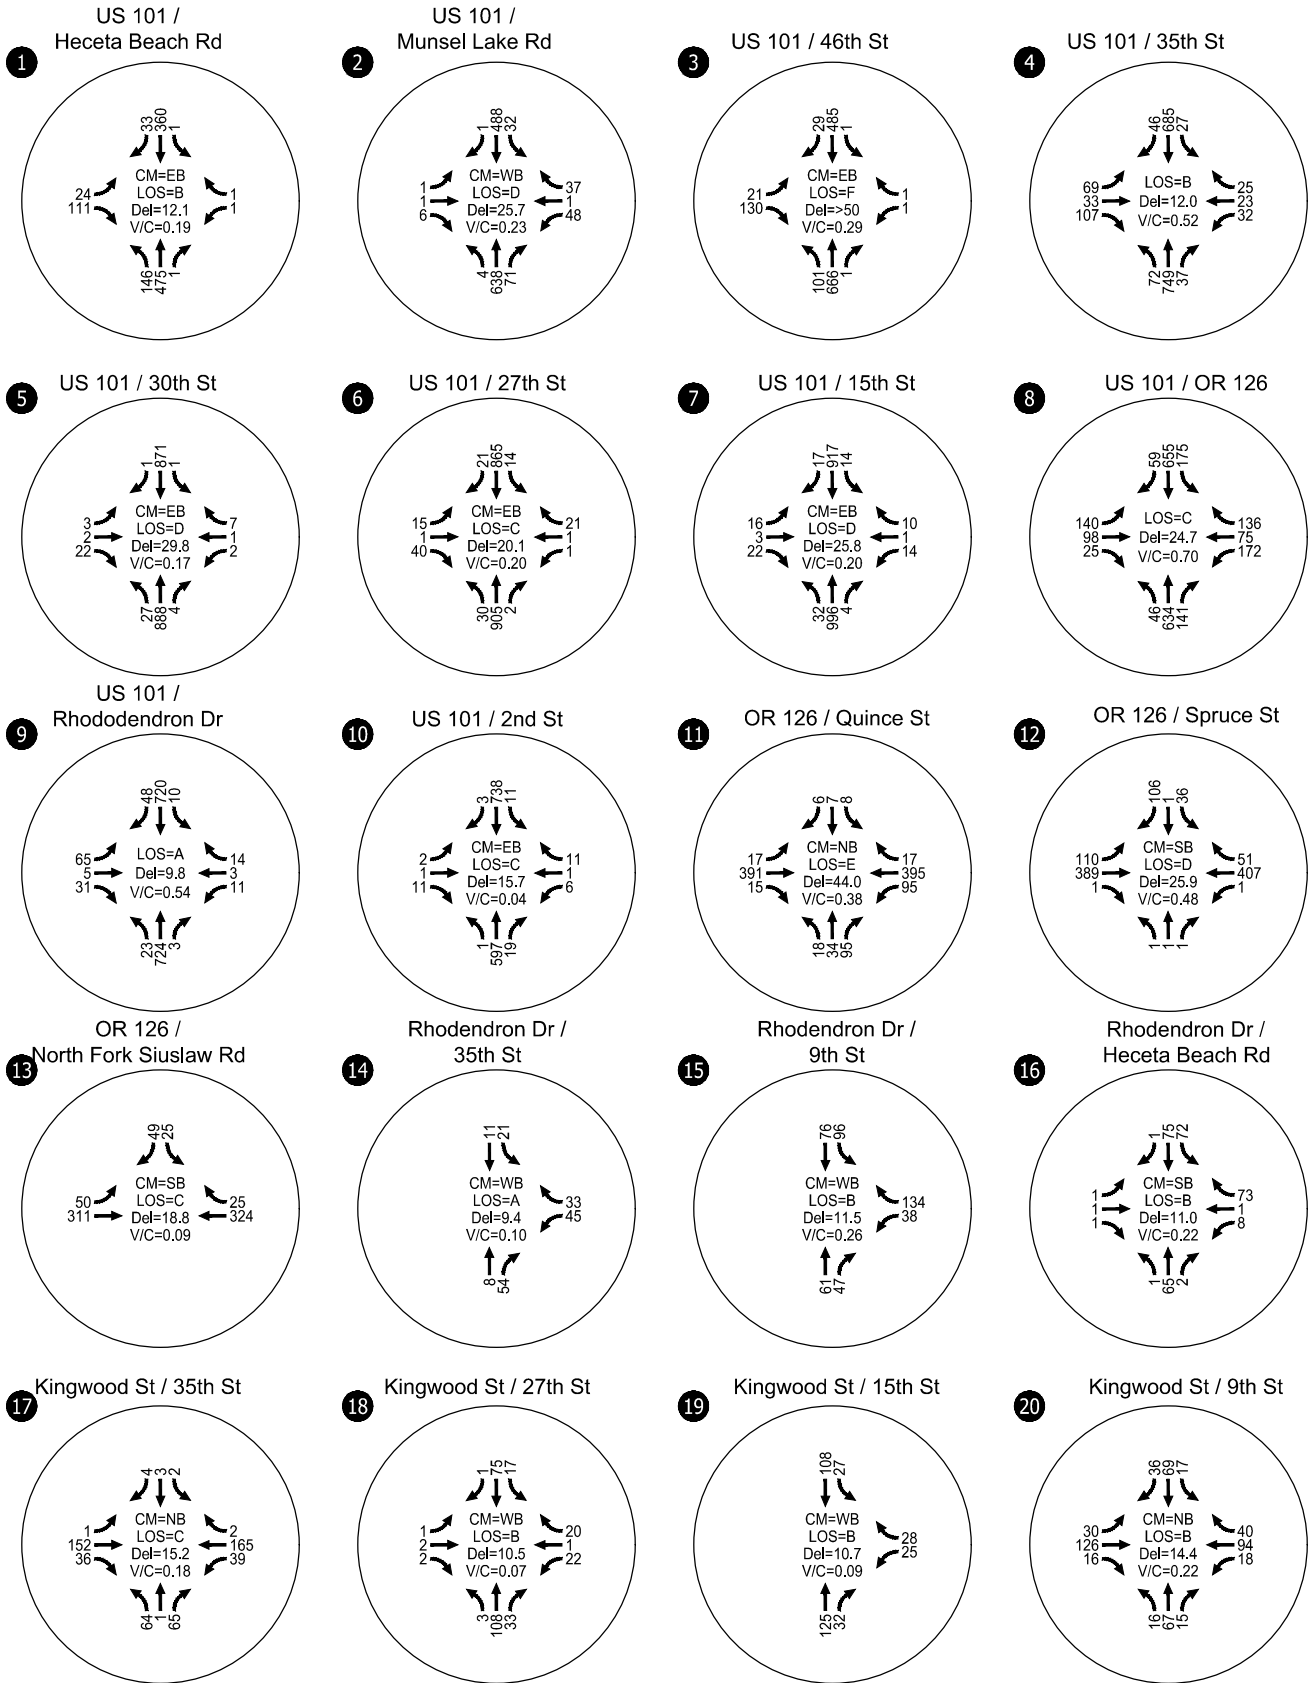 US 101 /
Heceta Beach Rd
1
33 360 1
24
111
CM=EB
LOS=B
Del=12.1
V/C=0.19
1
1
146 475 1
US 101 /
Munsel Lake Rd
2
1 488 32
1
1
6
CM=WB
LOS=D
Del=25.7
V/C=0.23
37
1
48
4 638 71
US 101 / 46th St
3
29 485 1
21
130
CM=EB
LOS=F
Del=>50
V/C=0.29
1
1
101 666 1
US 101 / 35th St
4
46 685 27
69
33
107
LOS=B
Del=12.0
V/C=0.52
25
23
32
72 749 37
US 101 / 30th St
5
1 871 1
3
2
22
CM=EB
LOS=D
Del=29.8
V/C=0.17
7
1
2
27 888 4
US 101 / 27th St
6
21 865 14
15
1
40
CM=EB
LOS=C
Del=20.1
V/C=0.20
21
1
1
30 905 2
US 101 / 15th St
7
17 917 14
16
3
22
CM=EB
LOS=D
Del=25.8
V/C=0.20
10
1
14
32 996 4
US 101 / OR 126
8
59 655 175
140
98
25
LOS=C
Del=24.7
V/C=0.70
136
75
172
46 634 141
US 101 /
Rhododendron Dr
9
48 720 10
65
5
31
LOS=A
Del=9.8
V/C=0.54
14
3
11
23 724 3
US 101 / 2nd St
10
3 738 11
2
1
11
CM=EB
LOS=C
Del=15.7
V/C=0.04
11
1
6
1 597 19
OR 126 / Quince St
11
6 7 8
17
391
15
CM=NB
LOS=E
Del=44.0
V/C=0.38
17
395
95
18 34 95
OR 126 / Spruce St
12
106 1 36
110
389
1
CM=SB
LOS=D
Del=25.9
V/C=0.48
51
407
1
1 1 1
OR 126 /
North Fork Siuslaw Rd
13
49 25
50
311
CM=SB
LOS=C
Del=18.8
V/C=0.09
25
324
Rhodendron Dr /
35th St
14
11 21
CM=WB
LOS=A
Del=9.4
V/C=0.10
33
45
8 54
Rhodendron Dr /
9th St
15
76 96
CM=WB
LOS=B
Del=11.5
V/C=0.26
134
38
61 47
Rhodendron Dr /
Heceta Beach Rd
16
1 75 72
1
1
1
CM=SB
LOS=B
Del=11.0
V/C=0.22
73
1
8
1 65 2
Kingwood St / 35th St
17
4 3 2
1
152
36
CM=NB
LOS=C
Del=15.2
V/C=0.18
2
165
39
64 1 65
Kingwood St / 27th St
18
1 75 17
1
2
2
CM=WB
LOS=B
Del=10.5
V/C=0.07
20
1
22
3 108 33
Kingwood St / 15th St
19
108 27
CM=WB
LOS=B
Del=10.7
V/C=0.09
28
25
125 32
Kingwood St / 9th St
20
36 69 17
30
126
16
CM=NB
LOS=B
Del=14.4
V/C=0.22
40
94
18
16 67 15